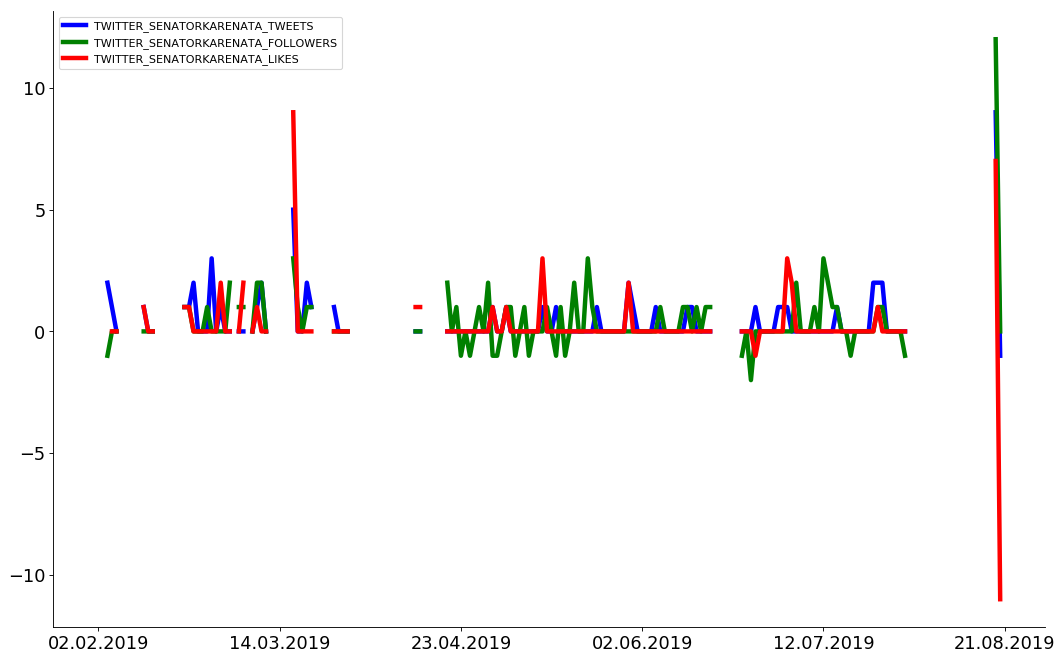 TWITTER_SENATORKARENATA_TWEETS
TWITTER_SENATORKARENATA_FOLLOWERS
TWITTER_SENATORKARENATA_LIKES
10
5
0
−5
−10
02.02.2019 14.03.2019 23.04.2019 02.06.2019 12.07.2019 21.08.2019